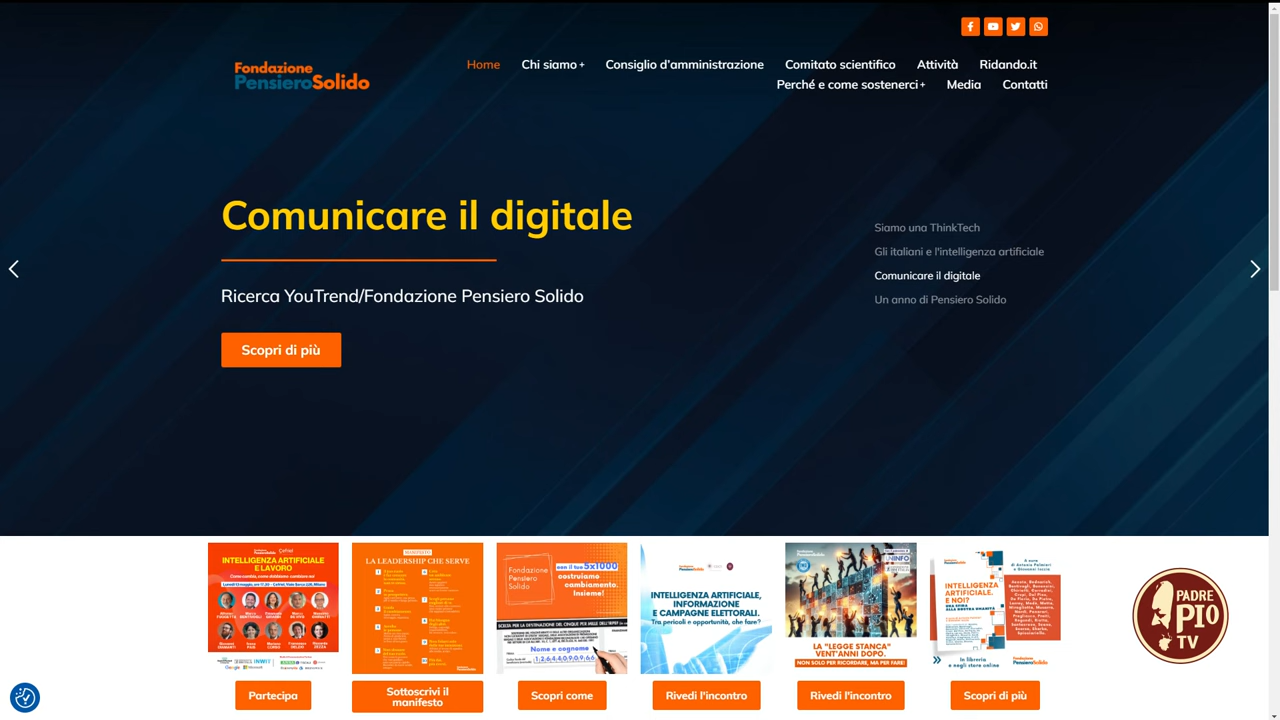 Fondazione
PensieroSolido
Home
Chi siamo +
Consiglio d'amministrazione
Comitato scientifico
Attività
Ridando.it
Perché e come sostenerci +
Media
Contatti
Comunicare il digitale
Ricerca YouTrend/Fondazione Pensiero Solido
Scopri di più
Siamo una ThinkTech
Gli italiani e l'intelligenza artificiale
Comunicare il digitale
Un anno di Pensiero Solido
INTELLIGENZA ARTIFICIALE
E LAVORO
Partecipa
MANIFESTO
LA LEADERSHIP CHE SERVE
Sottoscrivi il
manifesto
Fondazione
Pensiero
Solido
con il tuo 5x1000
costruiamo
cambiamento.
Insieme!
Nome e cognome
Scopri come
INTELLIGENZA ARTIFICIALE,
INFORMAZIONE
E CAMPAGNE ELETTORALI.
Tra pericoli e opportunità, che fare?
Rivedi l'incontro
LA "LEGGE STANCA"
VENT'ANNI DOPO.
NON SOLO PER RICORDARE, MA PER FARE!
Rivedi l'incontro
INTELLIGENZA
ARTIFICIALE.
E NOI?
In libreria
e negli store online
Scopri di più
PADRE
PIO
TV